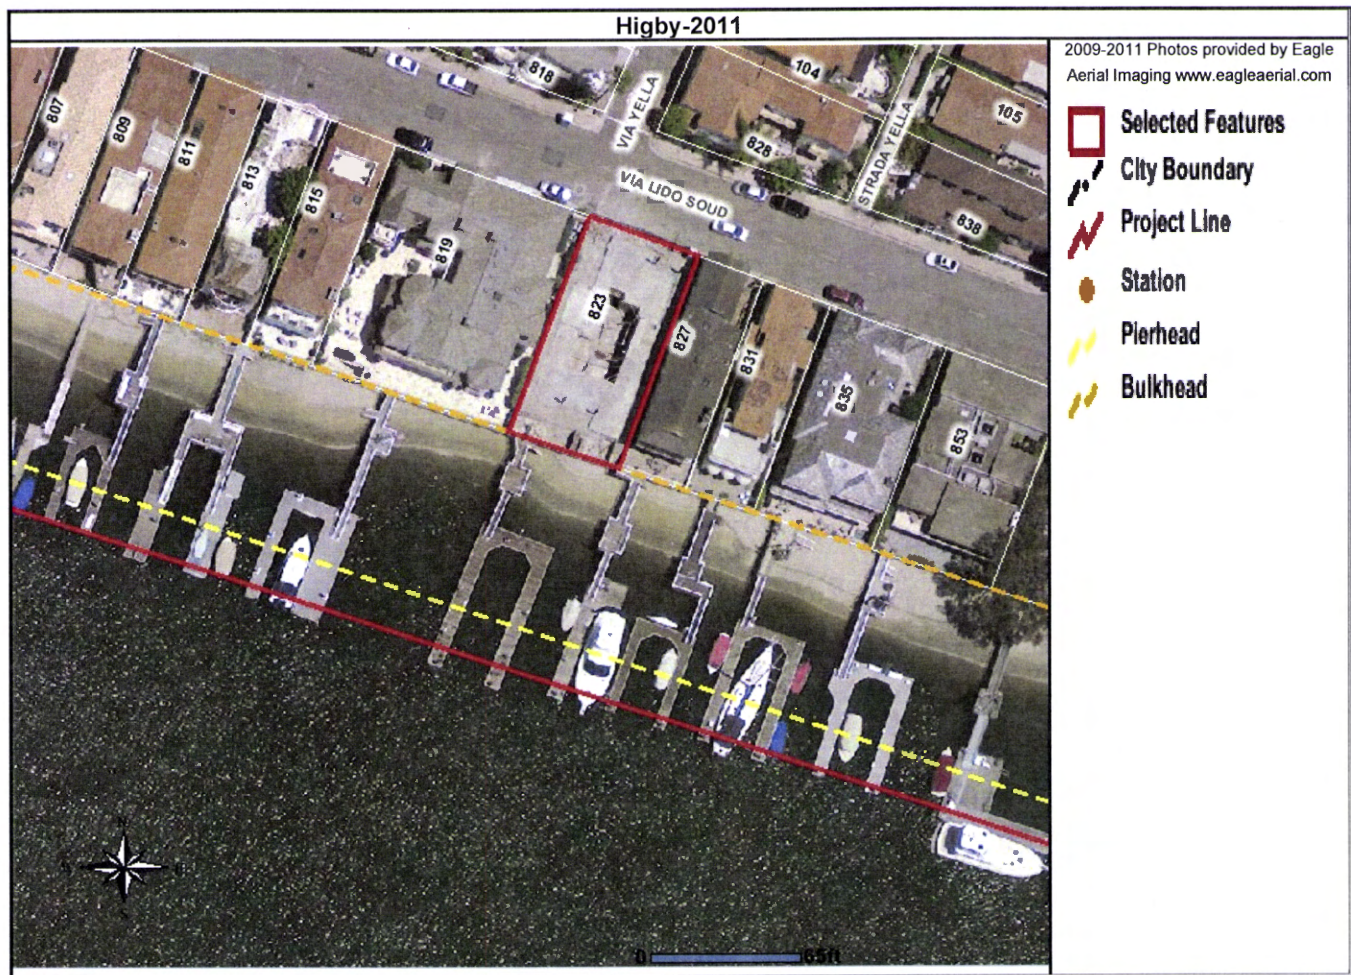 Higby-2011
2009-2011 Photos provided by Eagle
Aerial Imaging www.eagleaerial.com
Selected Features
City Boundary
Project Line
Station
Pierhead
Bulkhead
807
809
811
813
815
818
819
VIA YELLA
104
105
828
STRADA YELLA
VIA LIDO SOUD
838
823
827
831
835
853
N
S
0
65ft